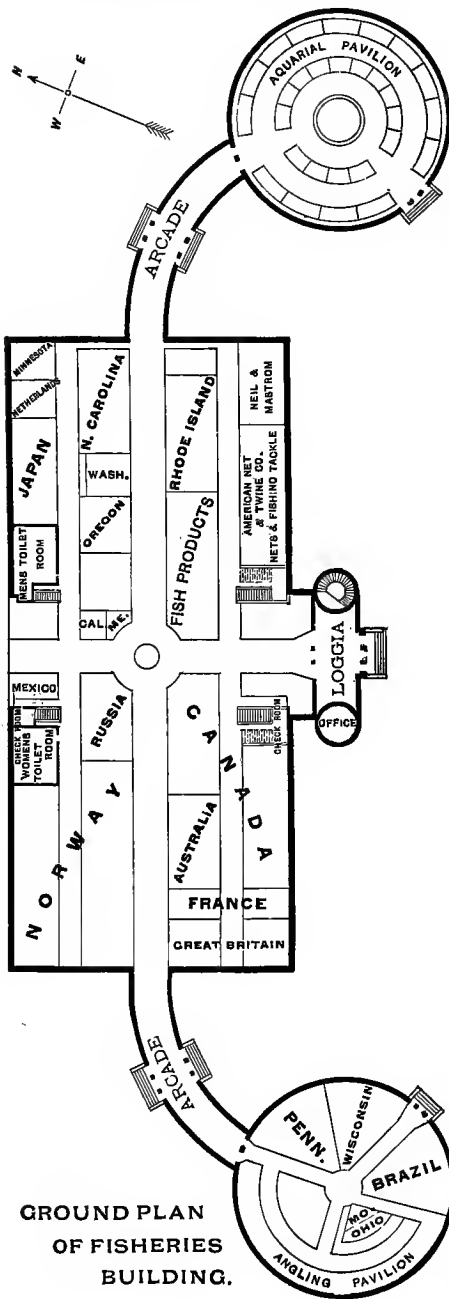 N
E
W
AQUARIAL PAVILION
ARCADE
MINNESOTA
NETHERLANDS
JAPAN
MENS TOILET
ROOM
N. CAROLINA
WASH.
OREGON
CAL.
ME.
RHODE ISLAND
FISH PRODUCTS
NEIL &
MASTROM
AMERICAN NET
& TWINE CO.
NETS & FISHING TACKLE
LOGGIA
OFFICE
MEXICO
CHECK ROOM
WOMENS
TOILET
ROOM
RUSSIA
NORWAY
CANADA
CHECK ROOM
AUSTRALIA
FRANCE
GREAT BRITAIN
ARCADE
PENN.
WISCONSIN
BRAZIL
MO.
OHIO
ANGLING PAVILION
GROUND PLAN
OF FISHERIES
BUILDING.